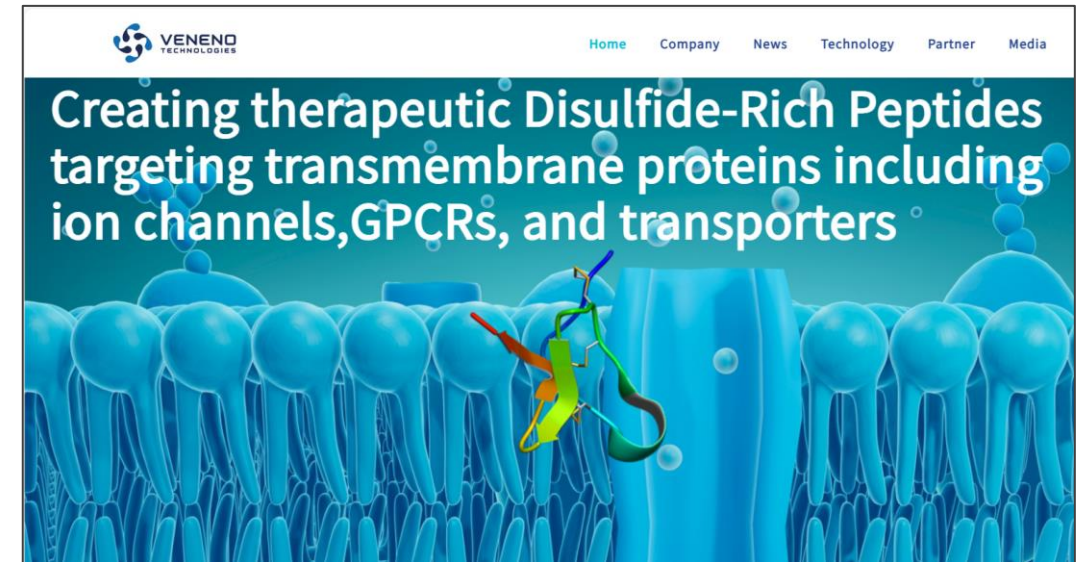 VENENO
TECHNOLOGIES
Home Company News Technology Partner Media
Creating therapeutic Disulfide-Rich Peptides
targeting transmembrane proteins including
ion channels,GPCRs, and transporters